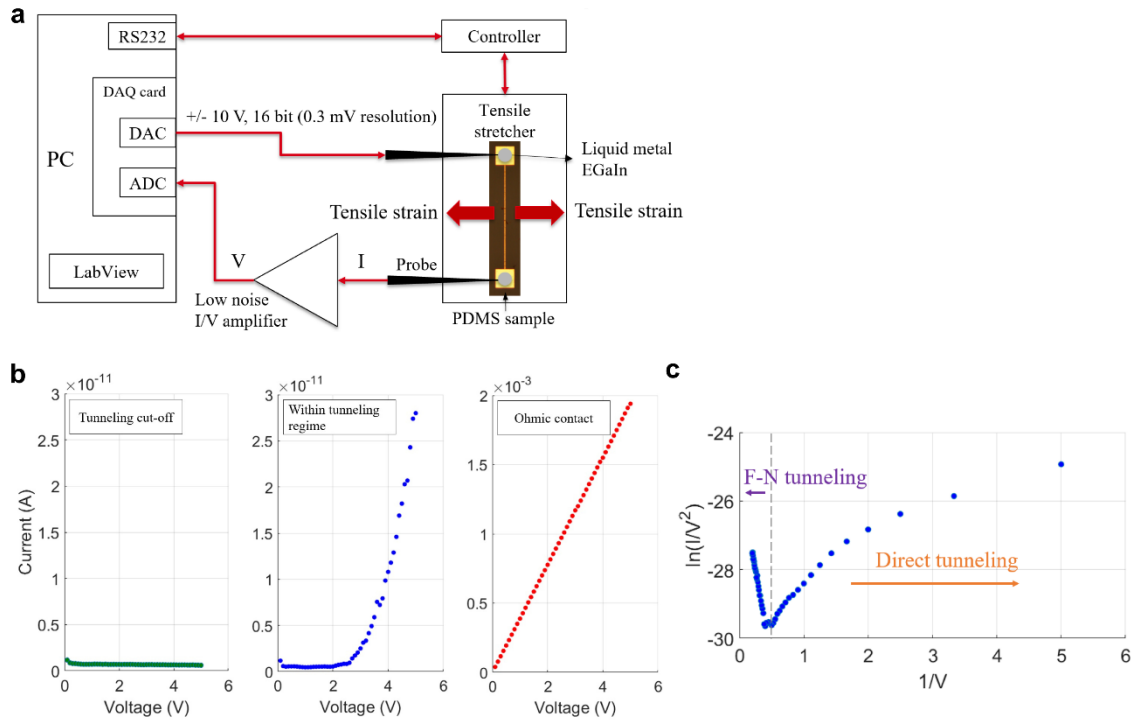 a
RS232
Controller
DAQ card
+/- 10 V, 16 bit (0.3 mV resolution)
Tensile
stretcher
DAC
PC
Liquid metal
EGaIn
ADC
Tensile strain
Tensile strain
LabView
V
I
Probe
Low noise
I/V amplifier
PDMS sample
b
×10⁻¹¹
3
2.5
2
1.5
1
0.5
0
Current (A)
Tunneling cut-off
0 2 4 6
Voltage (V)
×10⁻¹¹
3
2.5
2
1.5
1
0.5
0
Within tunneling
regime
0 2 4 6
Voltage (V)
×10⁻³
2
1.5
1
0.5
0
Ohmic contact
0 2 4 6
Voltage (V)
c
-24
-26
-28
-30
ln(I/V²)
F-N tunneling
Direct tunneling
0 1 2 3 4 5 6
1/V